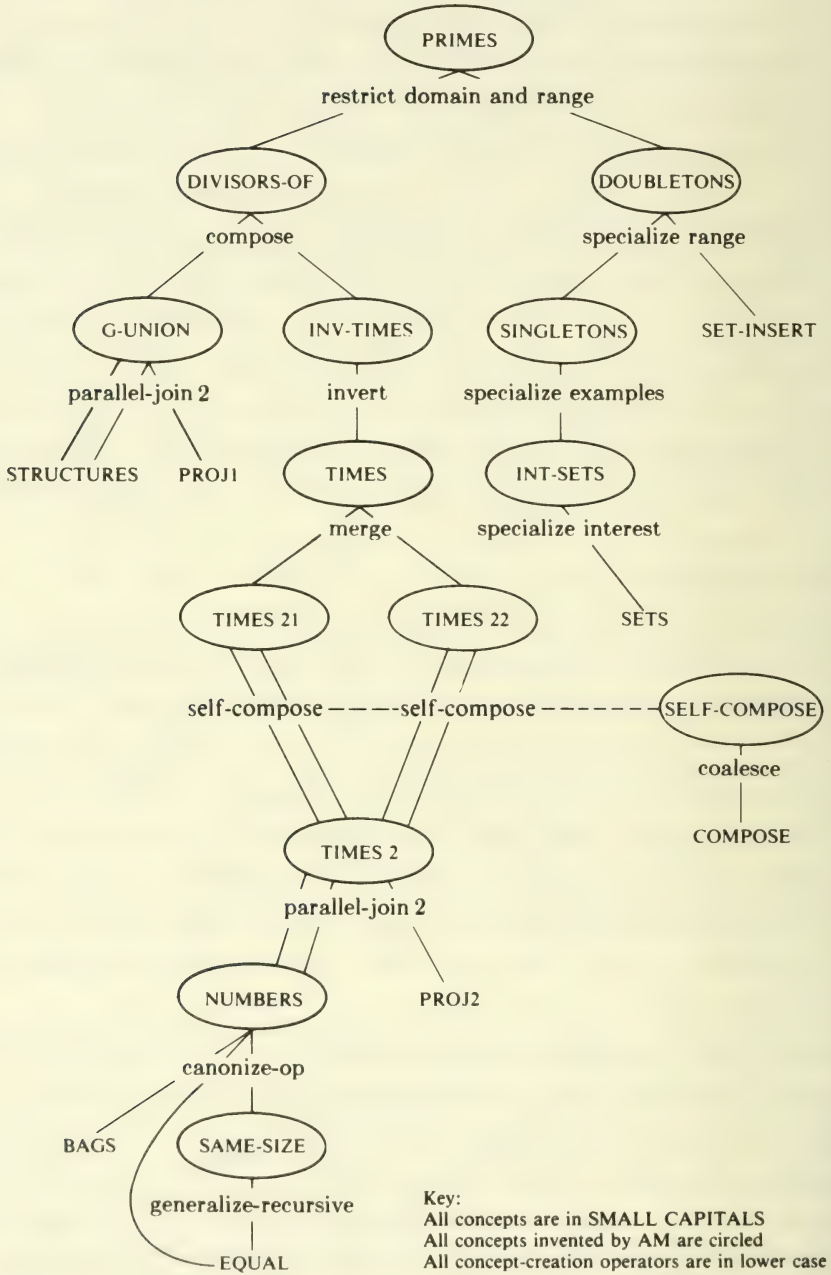 PRIMES
restrict domain and range
DIVISORS-OF
DOUBLETONS
compose
specialize range
G-UNION
INV-TIMES
SINGLETONS
SET-INSERT
parallel-join 2
invert
specialize examples
STRUCTURES
PROJ1
TIMES
INT-SETS
merge
specialize interest
TIMES 21
TIMES 22
SETS
self-compose
self-compose
SELF-COMPOSE
coalesce
COMPOSE
TIMES 2
parallel-join 2
NUMBERS
PROJ2
canonize-op
BAGS
SAME-SIZE
generalize-recursive
EQUAL
Key:
All concepts are in SMALL CAPITALS
All concepts invented by AM are circled
All concept-creation operators are in lower case